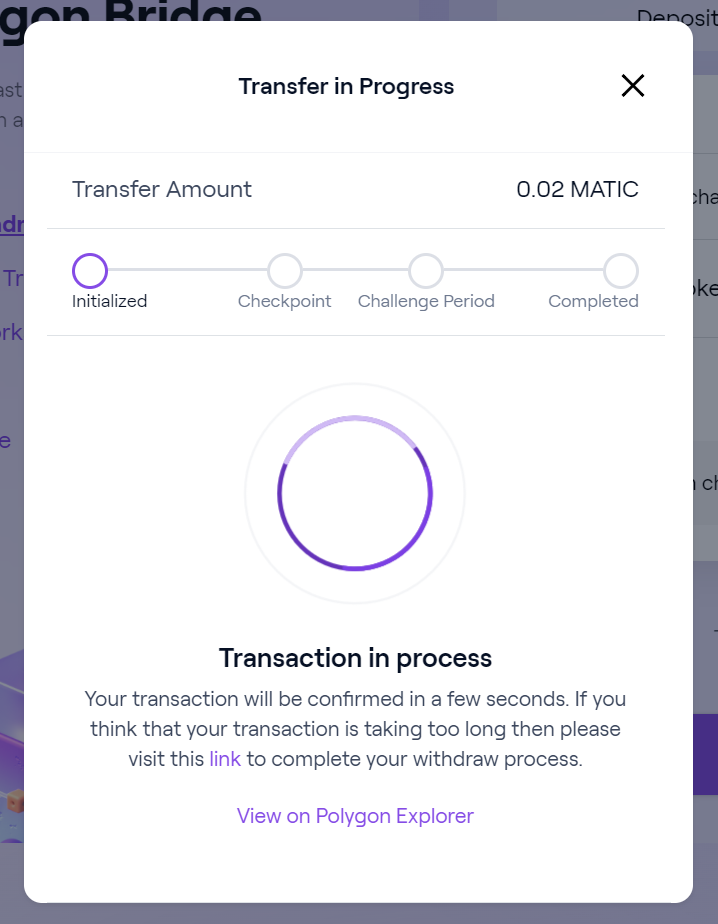 Bridge
Deposit
Transfer in Progress
Transfer Amount
0.02 MATIC
Initialized
Checkpoint
Challenge Period
Completed
Transaction in process
Your transaction will be confirmed in a few seconds. If you
think that your transaction is taking too long then please
visit this link to complete your withdraw process.
View on Polygon Explorer